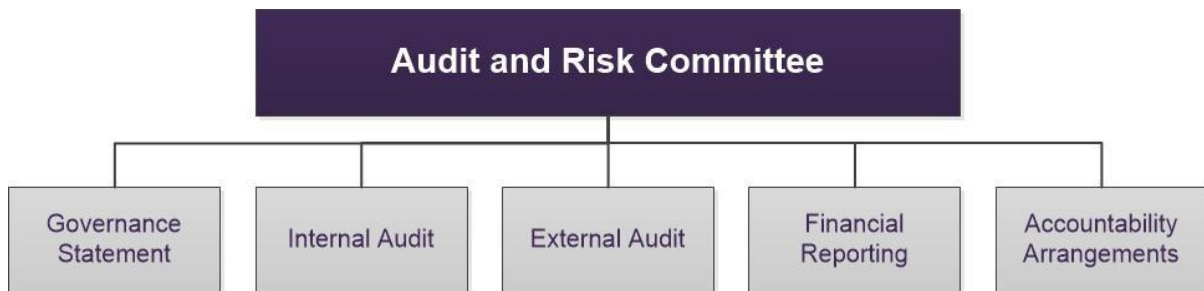 Audit and Risk Committee
Governance
Statement
Internal Audit
External Audit
Financial
Reporting
Accountability
Arrangements